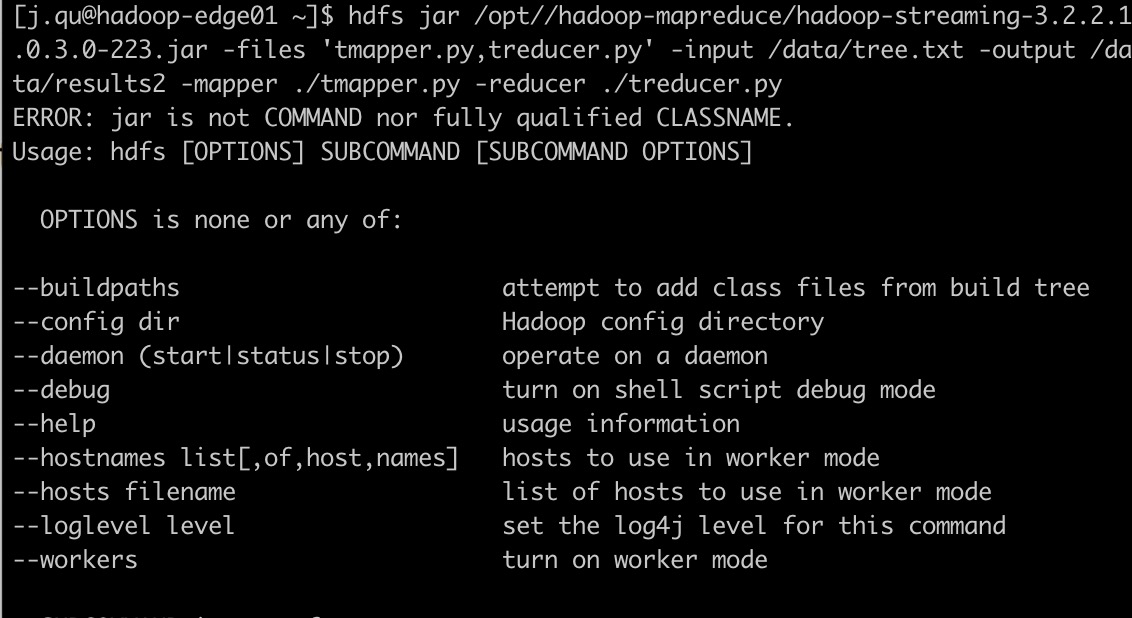 [j.qu@hadoop-edge01 ~]$ hdfs jar /opt//hadoop-mapreduce/hadoop-streaming-3.2.2.1
.0.3.0-223.jar -files 'tmapper.py,treducer.py' -input /data/tree.txt -output /da
ta/results2 -mapper ./tmapper.py -reducer ./treducer.py
ERROR: jar is not COMMAND nor fully qualified CLASSNAME.
Usage: hdfs [OPTIONS] SUBCOMMAND [SUBCOMMAND OPTIONS]
OPTIONS is none or any of:
--buildpaths attempt to add class files from build tree
--config dir Hadoop config directory
--daemon (start|status|stop) operate on a daemon
--debug turn on shell script debug mode
--help usage information
--hostnames list[,of,host,names] hosts to use in worker mode
--hosts filename list of hosts to use in worker mode
--loglevel level set the log4j level for this command
--workers turn on worker mode